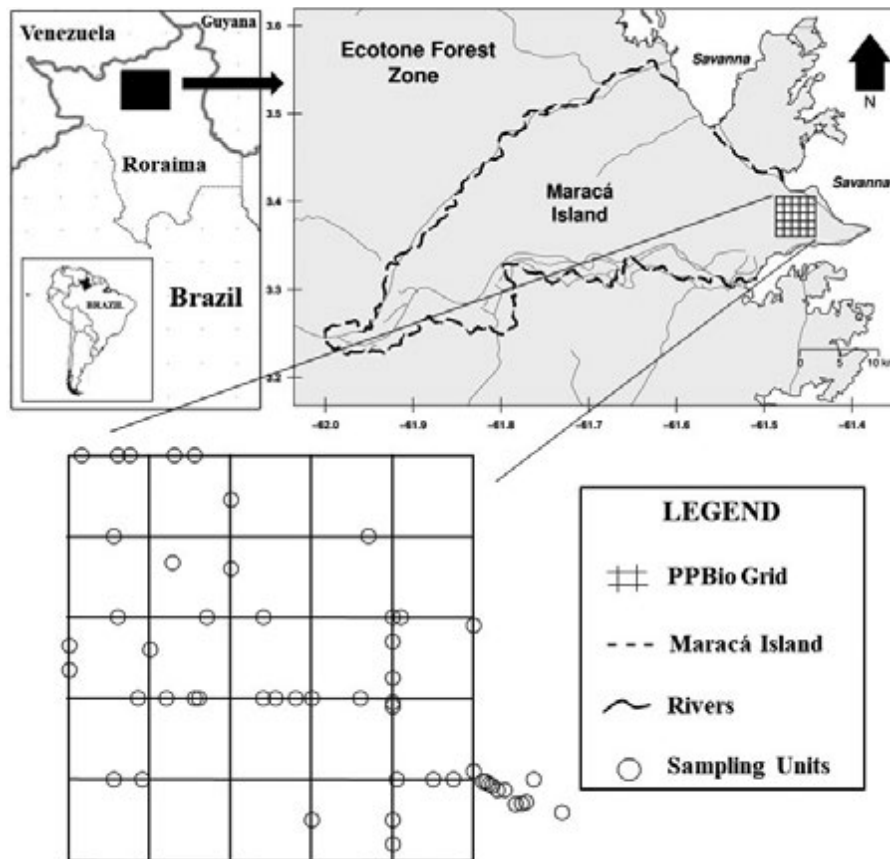 Venezuela
Guyana
Roraima
Brazil
BRAZIL
Ecotone Forest
Zone
Savanna
N
Maracá
Island
Savanna
3.6
3.5
3.4
3.3
3.2
0 10 km
-62.0 -61.9 -61.8 -61.7 -61.6 -61.5 -61.4
LEGEND
PPBio Grid
Maracá Island
Rivers
Sampling Units